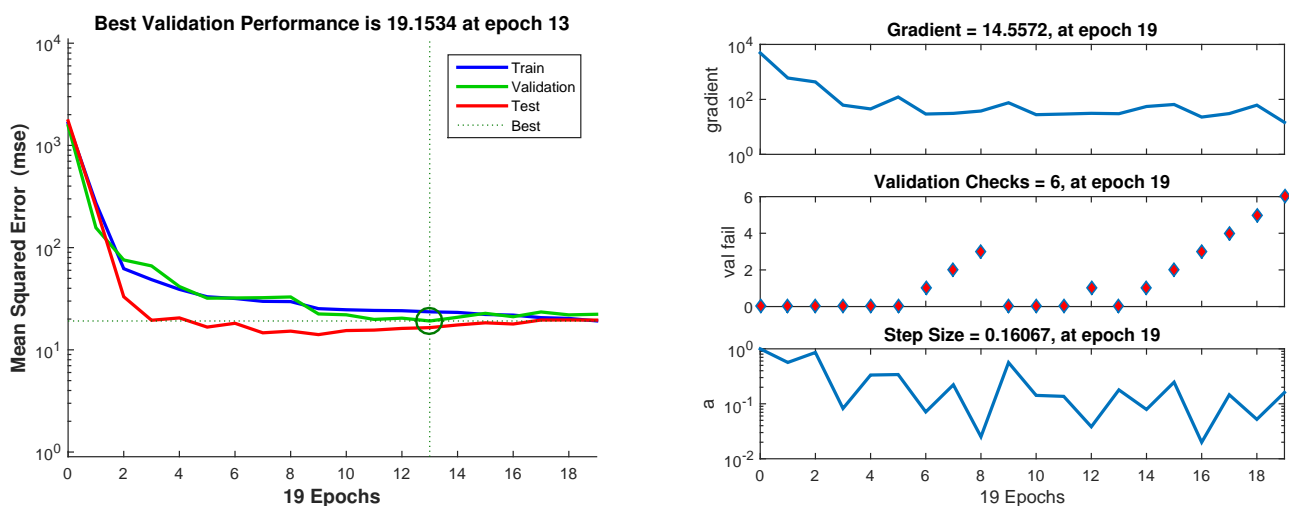 Best Validation Performance is 19.1534 at epoch 13
10^4
10^3
10^2
10^1
10^0
Mean Squared Error (mse)
Train
Validation
Test
Best
0 2 4 6 8 10 12 14 16 18
19 Epochs
Gradient = 14.5572, at epoch 19
10^4
10^2
10^0
gradient
Validation Checks = 6, at epoch 19
6
4
2
0
val fail
Step Size = 0.16067, at epoch 19
10^0
10^-1
10^-2
a
0 2 4 6 8 10 12 14 16 18
19 Epochs